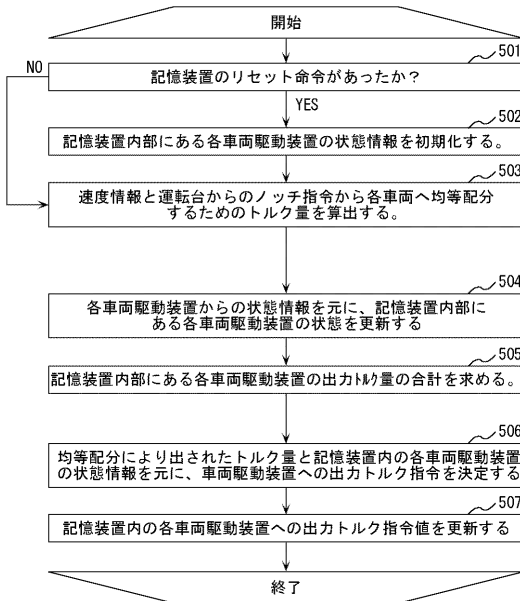 開始
501
記憶装置のリセット命令があったか？
NO
YES
502
記憶装置内部にある各車両駆動装置の状態情報を初期化する。
503
速度情報と運転台からのノッチ指令から各車両へ均等配分
するためのトルク量を算出する。
504
各車両駆動装置からの状態情報を元に、記憶装置内部に
ある各車両駆動装置の状態を更新する
505
記憶装置内部にある各車両駆動装置の出力トルク量の合計を求める。
506
均等配分により出されたトルク量と記憶装置内の各車両駆動装置
の状態情報を元に、車両駆動装置への出力トルク指令を決定する
507
記憶装置内の各車両駆動装置への出力トルク指令値を更新する
終了